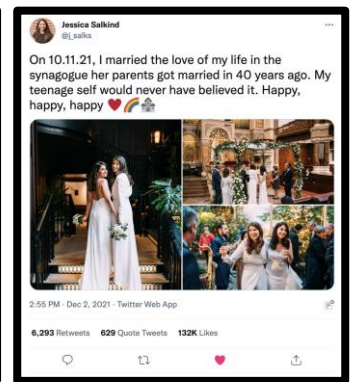 Jessica Salkind
@j_salks
On 10.11.21, I married the love of my life in the
synagogue her parents got married in 40 years ago. My
teenage self would never have believed it. Happy,
happy, happy ❤️🌈🏰
2:55 PM · Dec 2, 2021 · Twitter Web App
6,293 Retweets 629 Quote Tweets 132K Likes